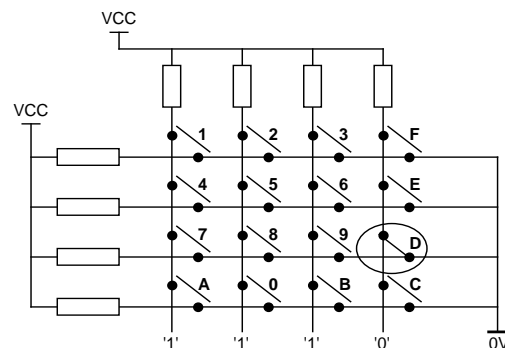 VCC
VCC
1 2 3 F
4 5 6 E
7 8 9 D
A 0 B C
'1' '1' '1' '0' 0V